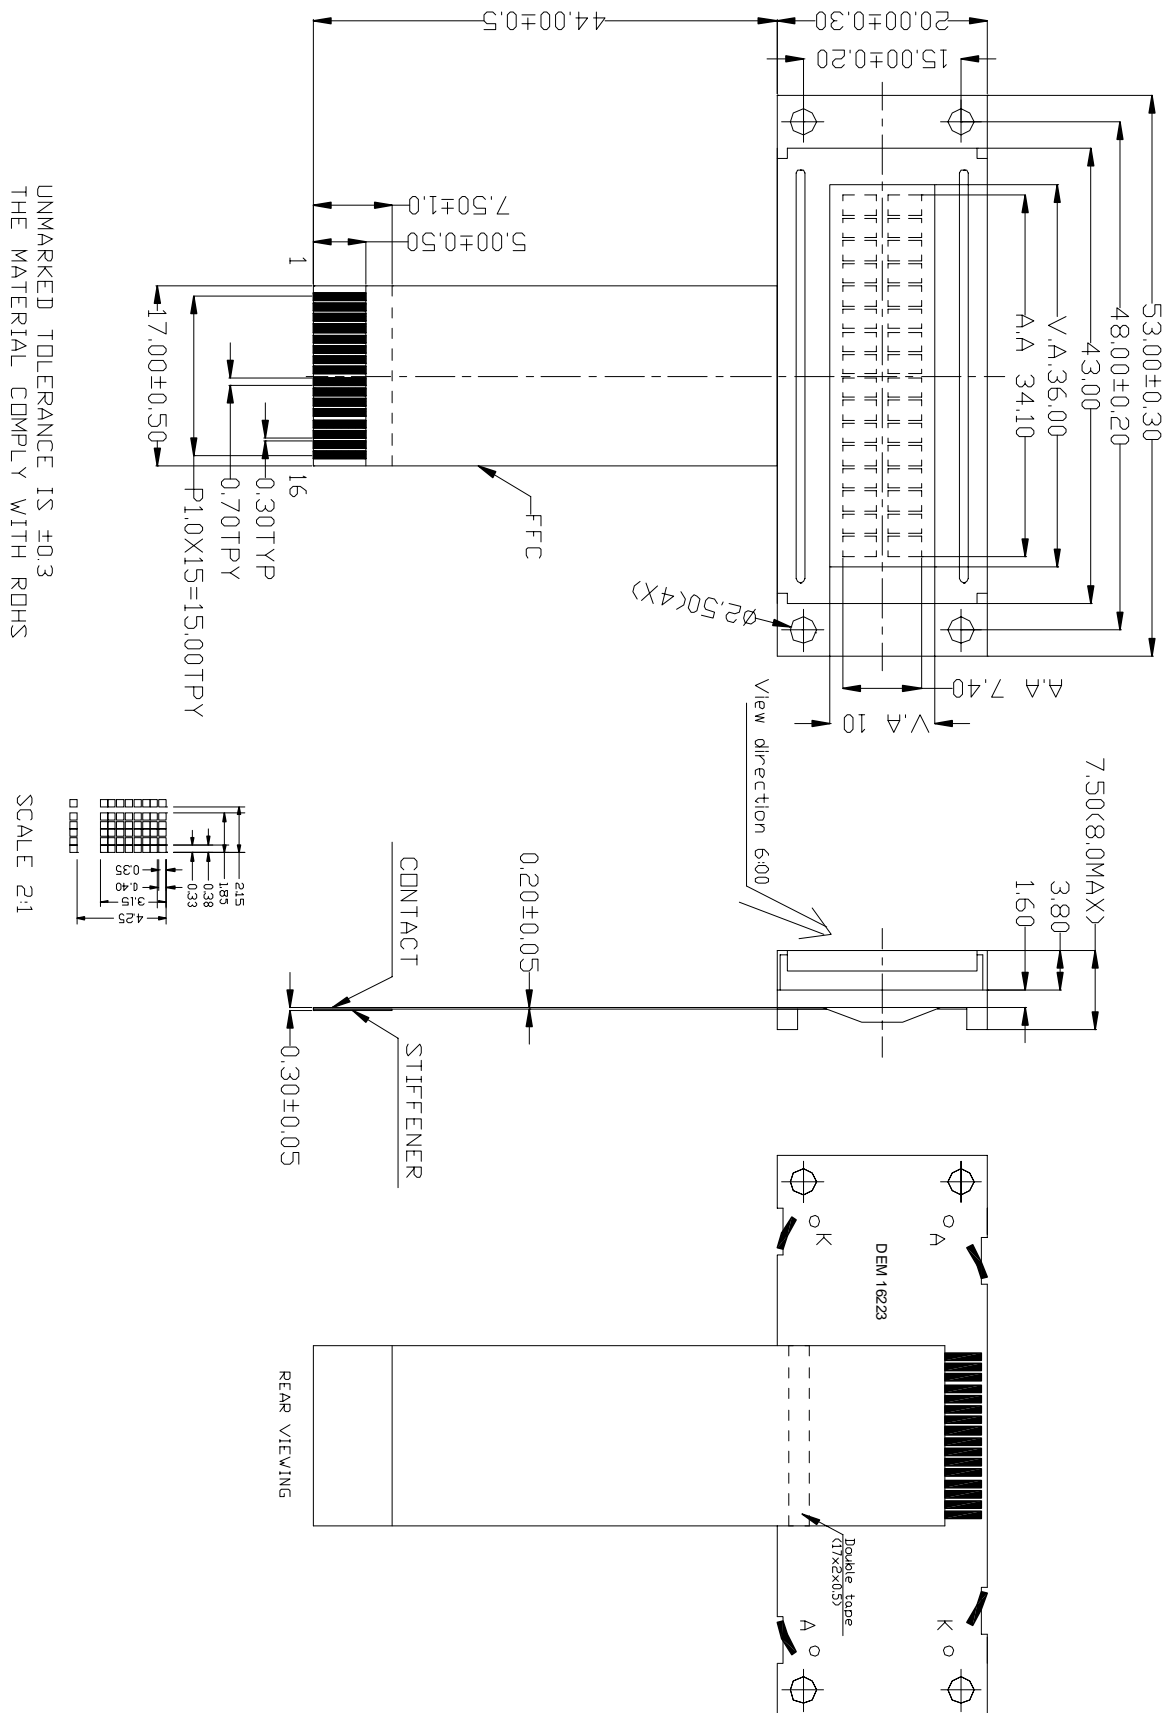 53.00±0.30
48.00±0.20
43.00
V.A.36.00
A.A 34.10
20.00±0.30
15.00±0.20
44.00±0.5
7.50±1.0
5.00±0.50
A.A 7.40
V.A 10
Ø2.50(4X)
FFC
1
16
17.00±0.50
0.30TYP
0.70TPY
P1.0X15=15.00TPY
7.50(8.0MAX)
3.80
1.60
View direction 6:00
0.20±0.05
CONTACT
STIFFENER
0.30±0.05
A
K
DEM 16223
Double tape
(17x2x0.5)
K
A
REAR VIEWING
2.15
1.85
0.38
0.33
0.35
0.40
3.15
4.25
SCALE 2:1
UNMARKED TOLERANCE IS ±0.3
THE MATERIAL COMPLY WITH ROHS